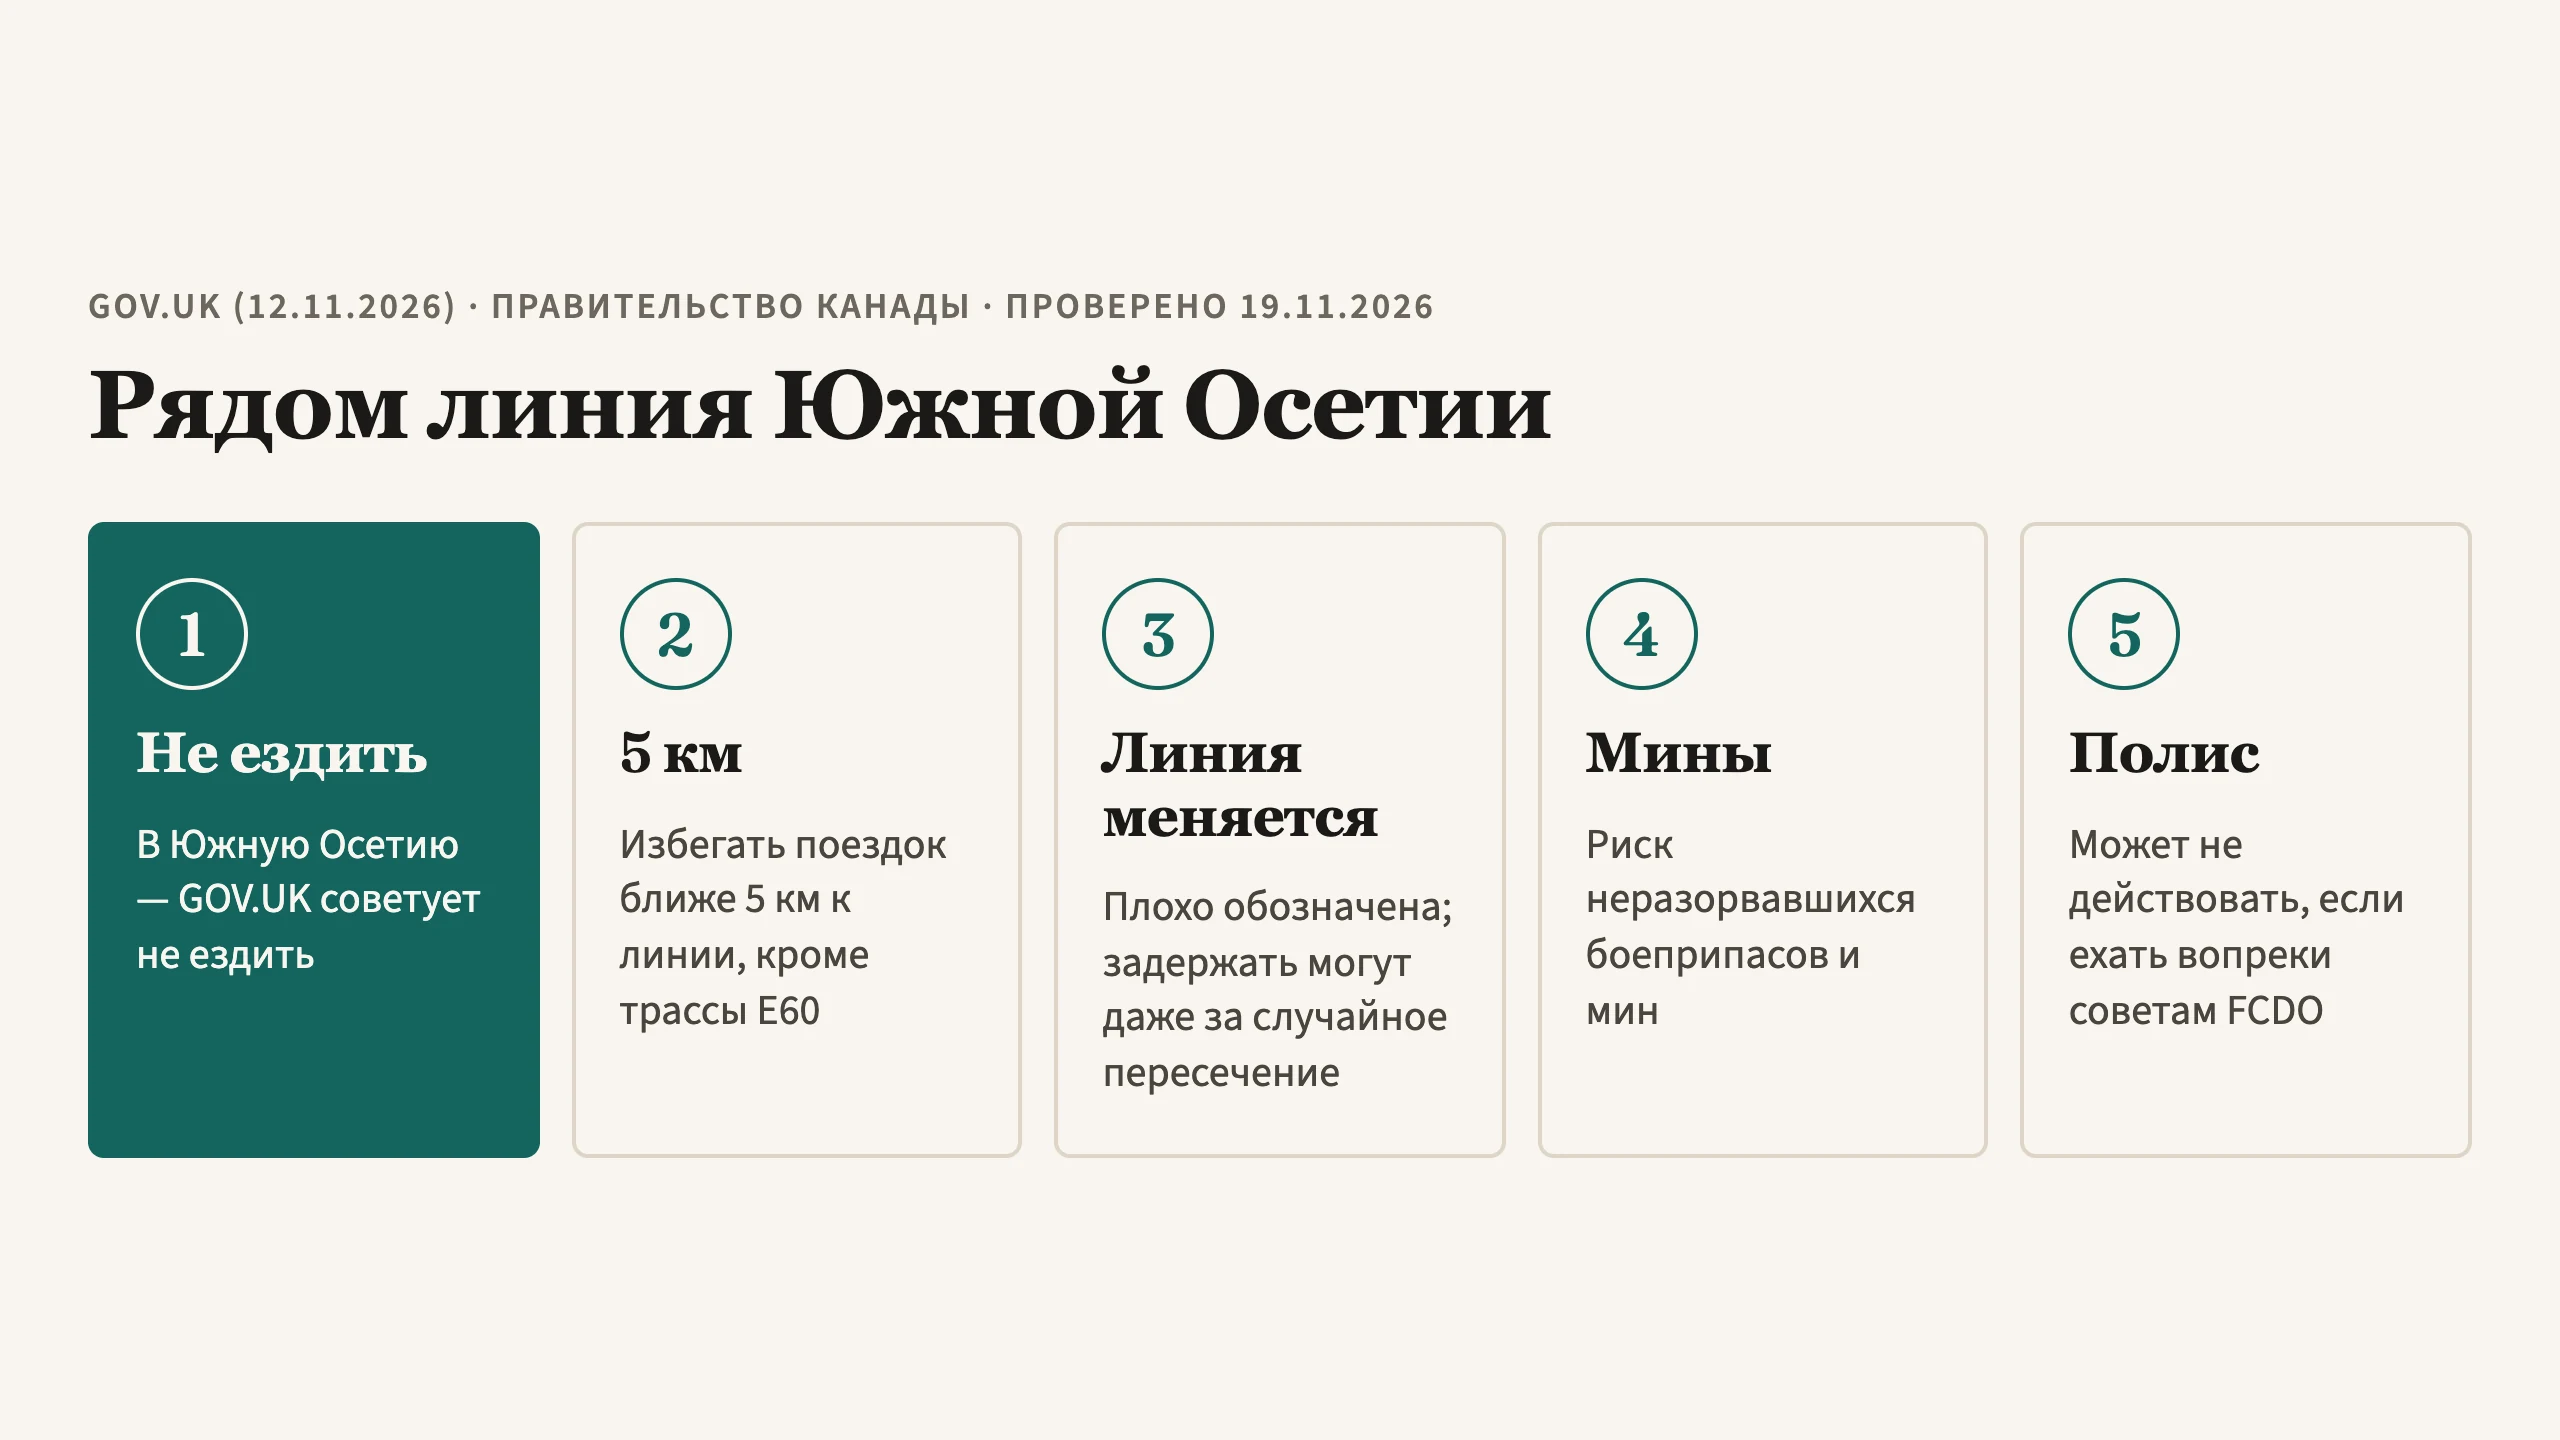 GOV.UK (12.11.2026) · ПРАВИТЕЛЬСТВО КАНАДЫ · ПРОВЕРЕНО 19.11.2026
Рядом линия Южной Осетии
1
Не ездить
В Южную Осетию
— GOV.UK советует
не ездить
2
5 км
Избегать поездок
ближе 5 км к
линии, кроме
трассы E60
3
Линия
меняется
Плохо обозначена;
задержать могут
даже за случайное
пересечение
4
Мины
Риск
неразорвавшихся
боеприпасов и
мин
5
Полис
Может не
действовать, если
ехать вопреки
советам FCDO